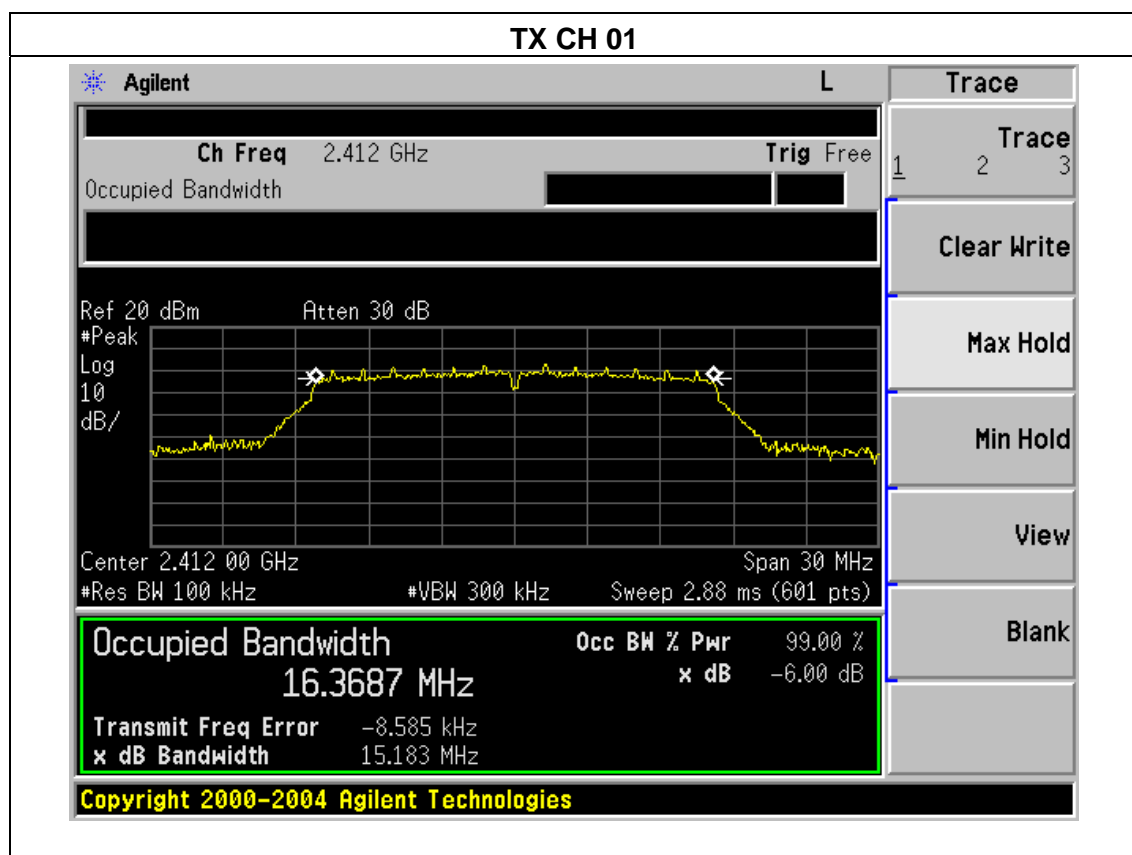 TX CH 01
Agilent L Trace
Ch Freq 2.412 GHz Trig Free
Occupied Bandwidth
Trace
1 2 3
Clear Write
Max Hold
Min Hold
View
Blank
Ref 20 dBm Atten 30 dB
#Peak
Log
10
dB/
Center 2.412 00 GHz Span 30 MHz
#Res BW 100 kHz #VBW 300 kHz Sweep 2.88 ms (601 pts)
Occupied Bandwidth Occ BW % Pwr 99.00 %
16.3687 MHz x dB -6.00 dB
Transmit Freq Error -8.585 kHz
x dB Bandwidth 15.183 MHz
Copyright 2000-2004 Agilent Technologies